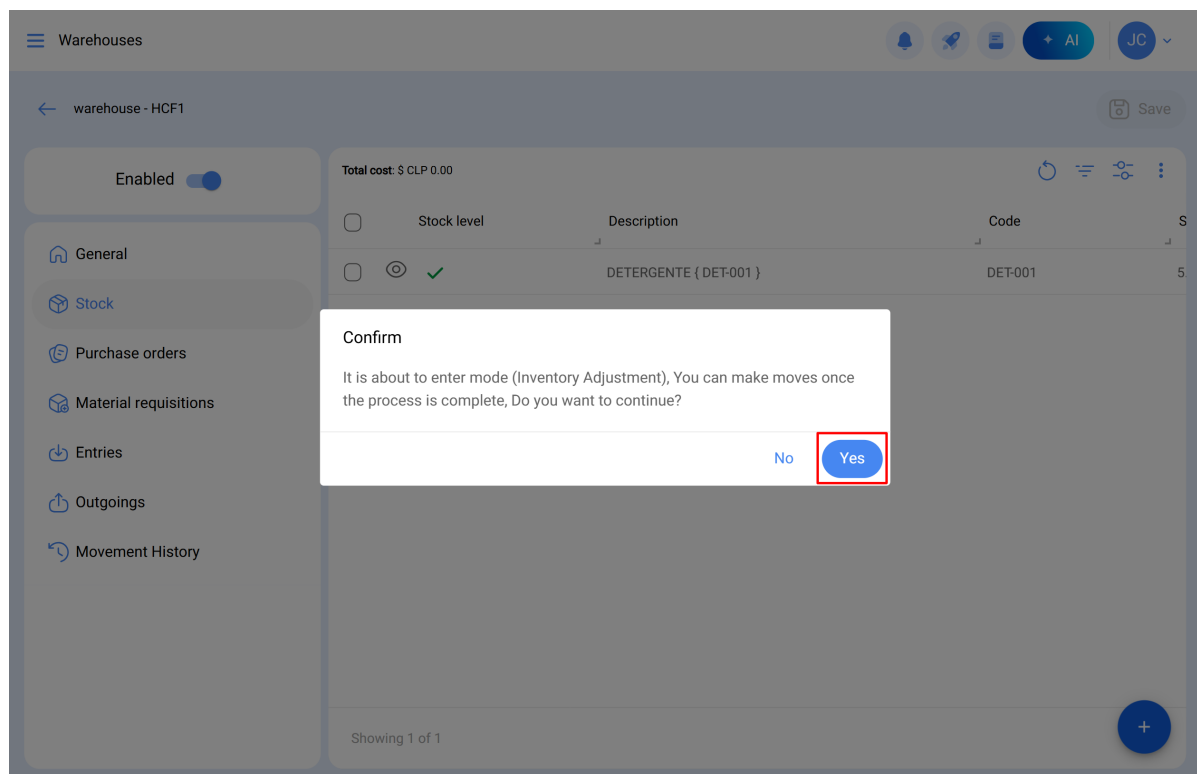 Warehouses
AI
JC
warehouse - HCF1
Save
Enabled
Total cost: $ CLP 0.00
Stock level
Description
Code
S
General
DETERGENTE { DET-001 }
DET-001
5
Stock
Purchase orders
Material requisitions
Entries
Outgoings
Movement History
Confirm
It is about to enter mode (Inventory Adjustment), You can make moves once
the process is complete, Do you want to continue?
No
Yes
Showing 1 of 1